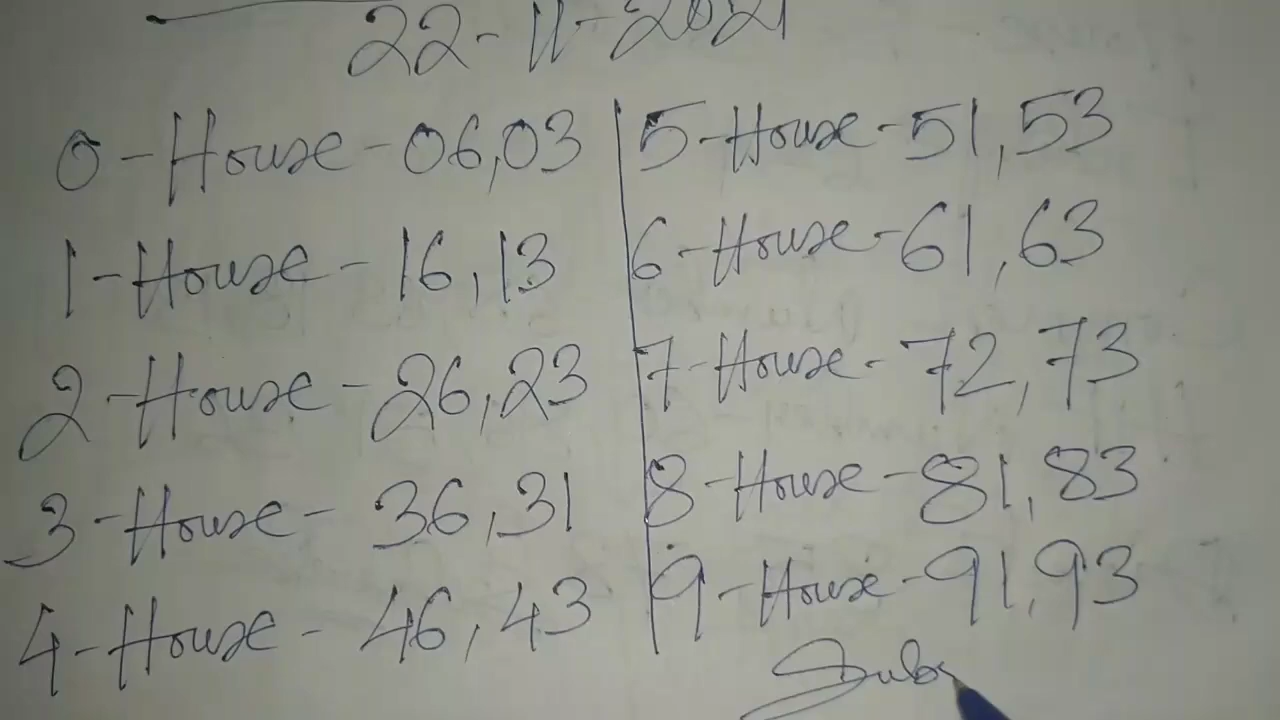 22-11-2021
0-House-06,03
1-House-16,13
2-House-26,23
3-House-36,31
4-House-46,43
5-House-51,53
6-House-61,63
7-House-72,73
8-House-81,83
9-House-91,93